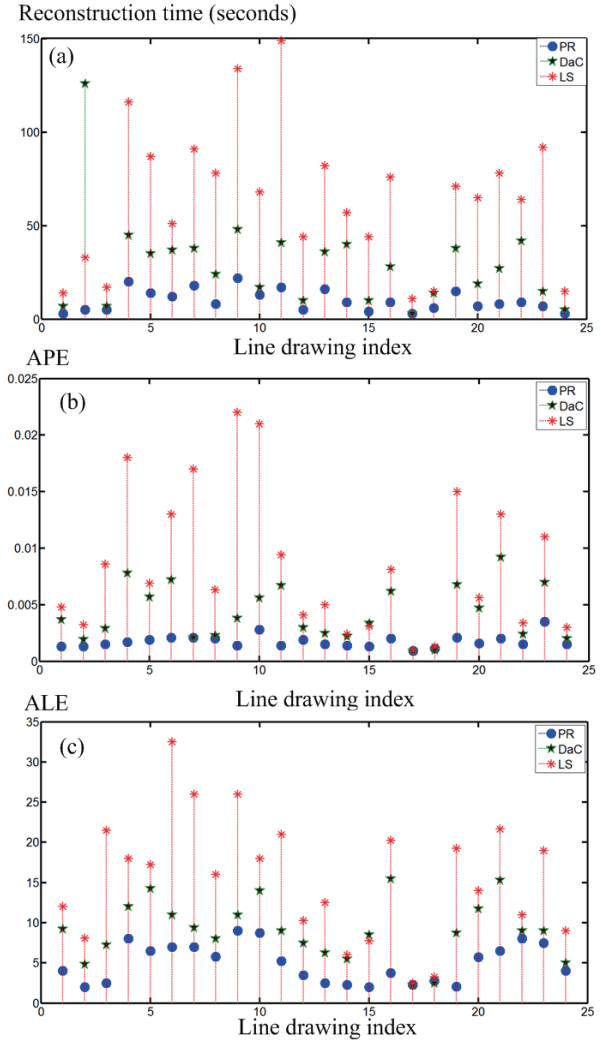 Reconstruction time (seconds)
150
(a)
PR
DaC
LS
100
50
0
0 5 10 15 20 25
Line drawing index
APE
0.025
(b)
PR
DaC
LS
0.02
0.015
0.01
0.005
0
0 5 10 15 20 25
Line drawing index
ALE
35
(c)
PR
DaC
LS
30
25
20
15
10
5
0
0 5 10 15 20 25
Line drawing index